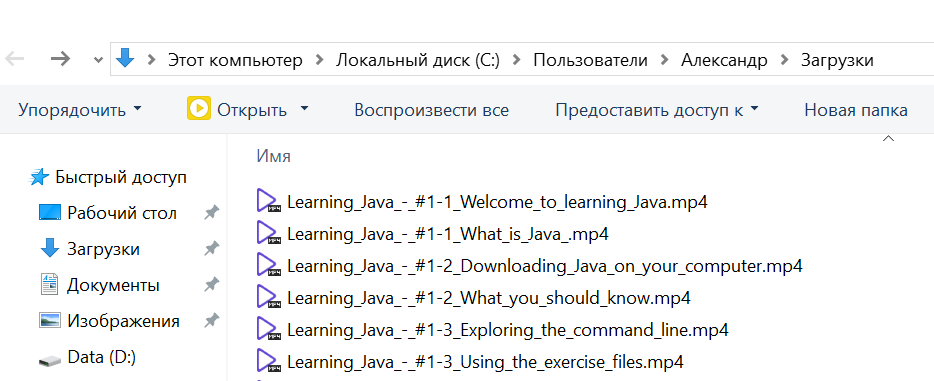 Этот компьютер Локальный диск (C:) Пользователи Александр Загрузки
Упорядочить Открыть Воспроизвести все Предоставить доступ к Новая папка
Имя
Быстрый доступ
Рабочий стол
Загрузки
Документы
Изображения
Data (D:)
Learning_Java_-_#1-1_Welcome_to_learning_Java.mp4
Learning_Java_-_#1-1_What_is_Java_.mp4
Learning_Java_-_#1-2_Downloading_Java_on_your_computer.mp4
Learning_Java_-_#1-2_What_you_should_know.mp4
Learning_Java_-_#1-3_Exploring_the_command_line.mp4
Learning_Java_-_#1-3_Using_the_exercise_files.mp4